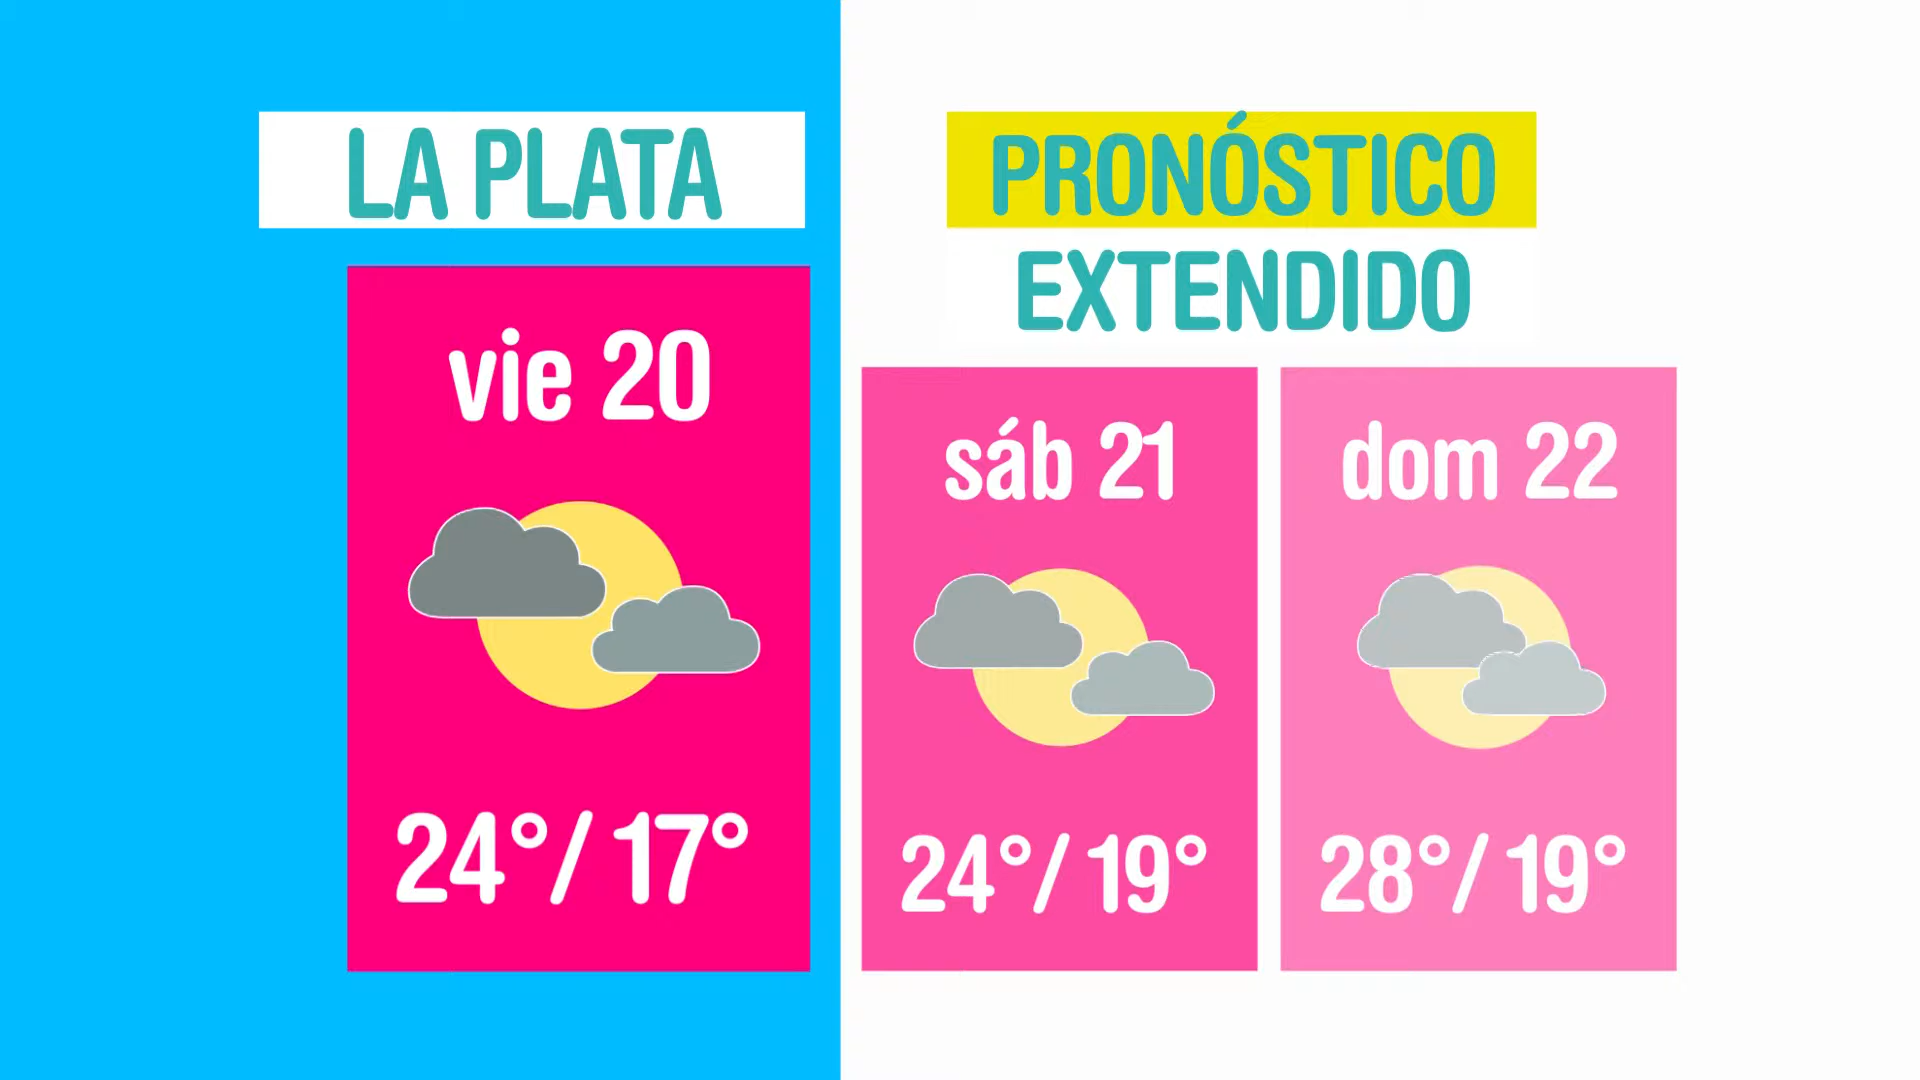 LA PLATA
vie 20
24°/17°
PRONÓSTICO
EXTENDIDO
sáb 21
24°/19°
dom 22
28°/19°